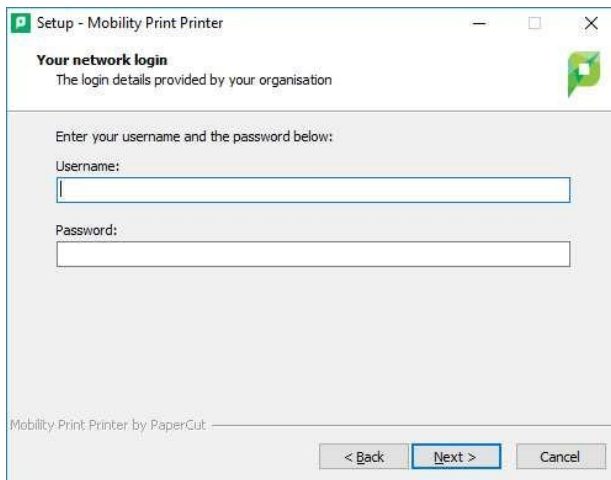 Setup - Mobility Print Printer
Your network login
The login details provided by your organisation
Enter your username and the password below:
Username:
Password:
Mobility Print Printer by PaperCut
< Back
Next >
Cancel